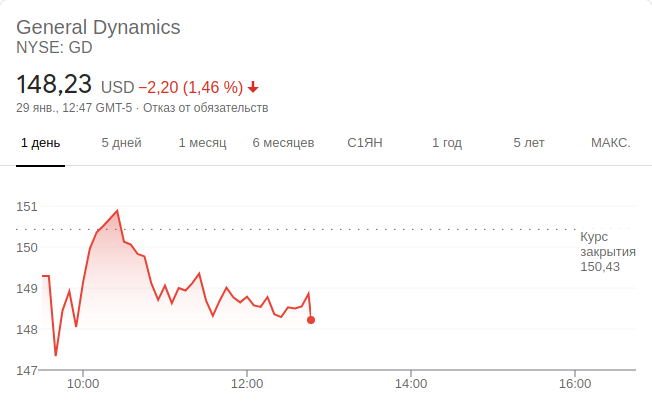 General Dynamics
NYSE: GD
148,23 USD −2,20 (1,46 %)
29 янв., 12:47 GMT-5 · Отказ от обязательств
1 день 5 дней 1 месяц 6 месяцев С1ЯН 1 год 5 лет МАКС.
151
150
149
148
147
Курс
закрытия
150,43
10:00 12:00 14:00 16:00